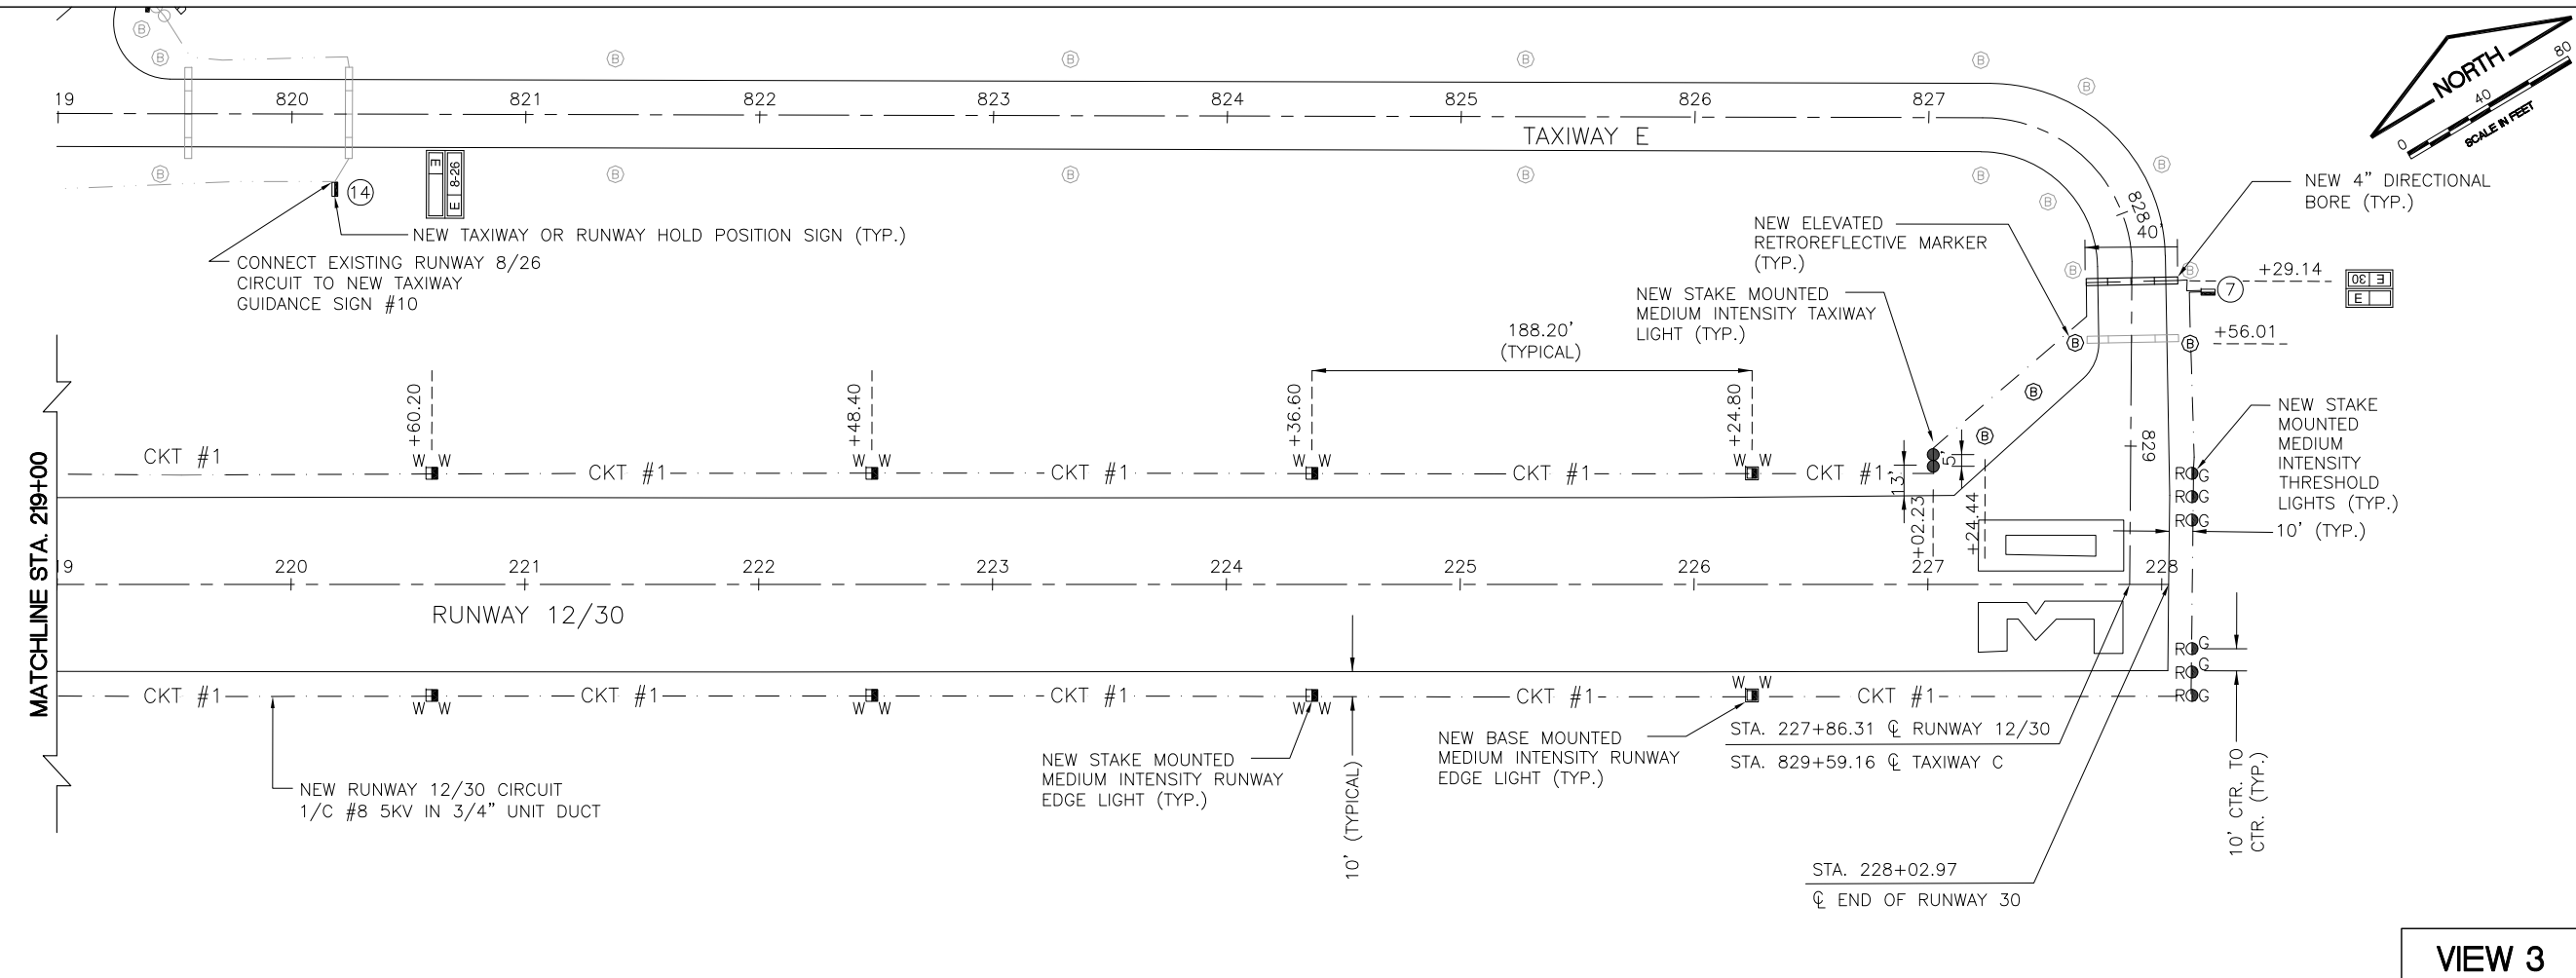 19 820 821 822 823 824 825 826 827
TAXIWAY E
NORTH
0 40 80
SCALE IN FEET
B B B B B B B
B B B B B B B
B B
E
E 8-26
14
NEW TAXIWAY OR RUNWAY HOLD POSITION SIGN (TYP.)
CONNECT EXISTING RUNWAY 8/26
CIRCUIT TO NEW TAXIWAY
GUIDANCE SIGN #10
NEW 4" DIRECTIONAL
BORE (TYP.)
828
40'
NEW ELEVATED
RETROREFLECTIVE MARKER
(TYP.)
NEW STAKE MOUNTED
MEDIUM INTENSITY TAXIWAY
LIGHT (TYP.)
+29.14
7
30 E
E
188.20'
(TYPICAL)
B B
+56.01
B
B
MATCHLINE STA. 219+00
+60.20
+48.40
+36.60
+24.80
W W W W W W W W
CKT #1 CKT #1 CKT #1 CKT #1 CKT #1
13'
5'
+02.23
+24.44
829
NEW STAKE
MOUNTED
MEDIUM
INTENSITY
THRESHOLD
LIGHTS (TYP.)
R G
R G
R G
10' (TYP.)
19 220 221 222 223 224 225 226 227 228
RUNWAY 12/30
R G
R G
R G
CKT #1 CKT #1 CKT #1 CKT #1 CKT #1
W W W W W W W W
NEW RUNWAY 12/30 CIRCUIT
1/C #8 5KV IN 3/4" UNIT DUCT
NEW STAKE MOUNTED
MEDIUM INTENSITY RUNWAY
EDGE LIGHT (TYP.)
10' (TYPICAL)
NEW BASE MOUNTED
MEDIUM INTENSITY RUNWAY
EDGE LIGHT (TYP.)
STA. 227+86.31 ℄ RUNWAY 12/30
STA. 829+59.16 ℄ TAXIWAY C
10' CTR. TO
CTR. (TYP.)
STA. 228+02.97
℄ END OF RUNWAY 30
VIEW 3